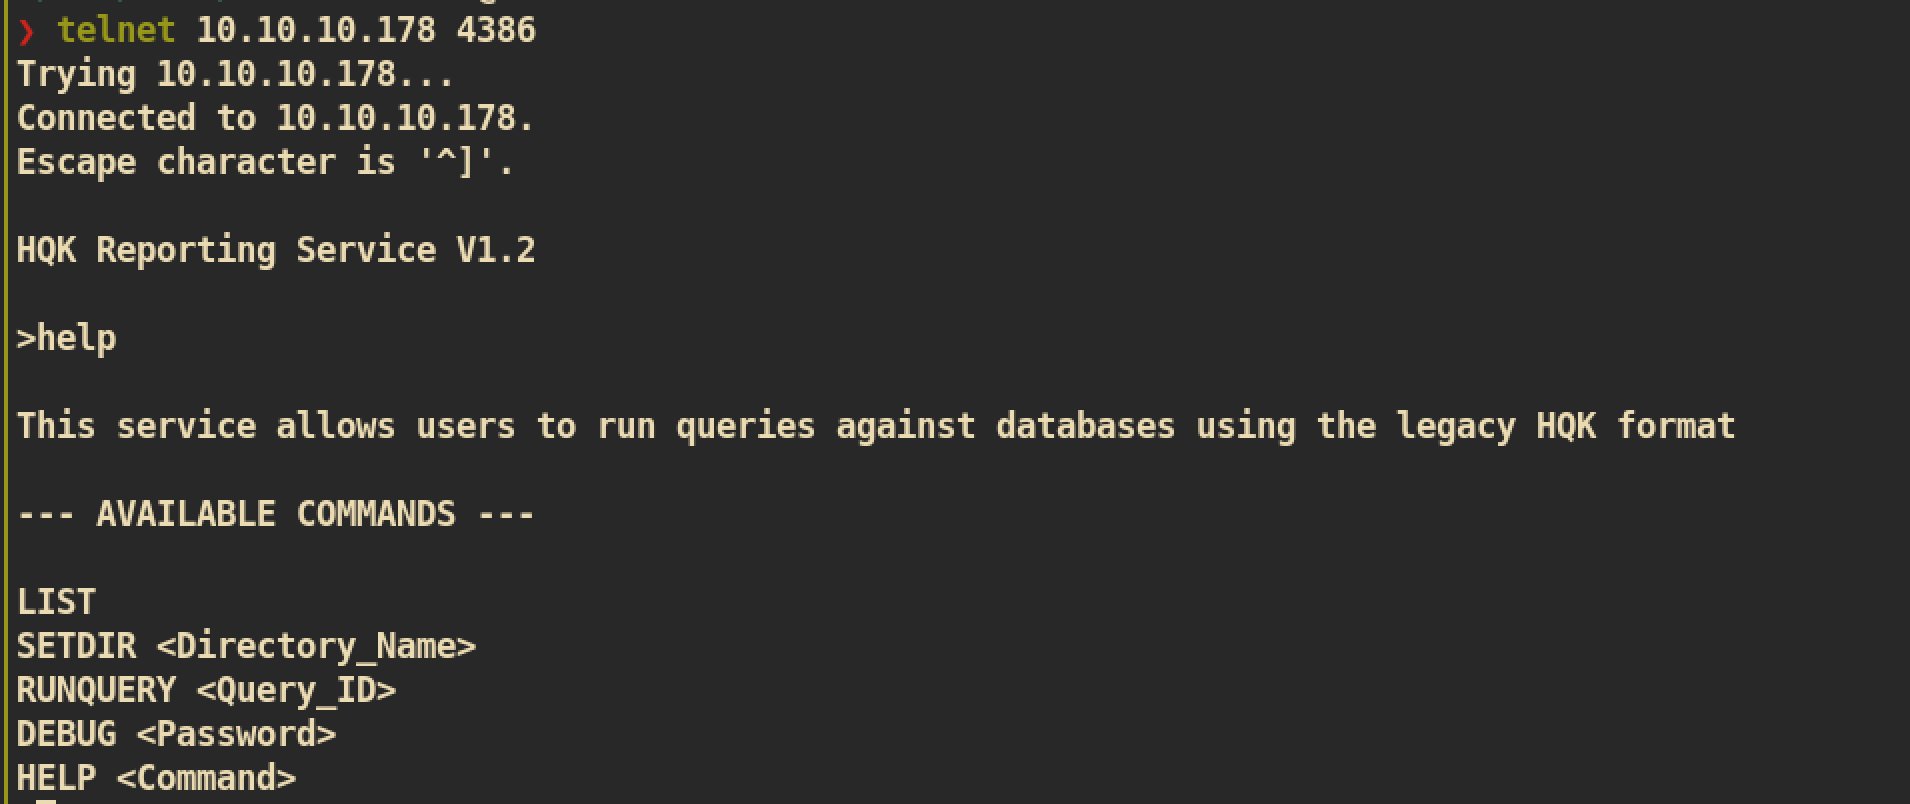 ❯ telnet 10.10.10.178 4386
Trying 10.10.10.178...
Connected to 10.10.10.178.
Escape character is '^]'.
HQK Reporting Service V1.2
>help
This service allows users to run queries against databases using the legacy HQK format
--- AVAILABLE COMMANDS ---
LIST
SETDIR <Directory_Name>
RUNQUERY <Query_ID>
DEBUG <Password>
HELP <Command>